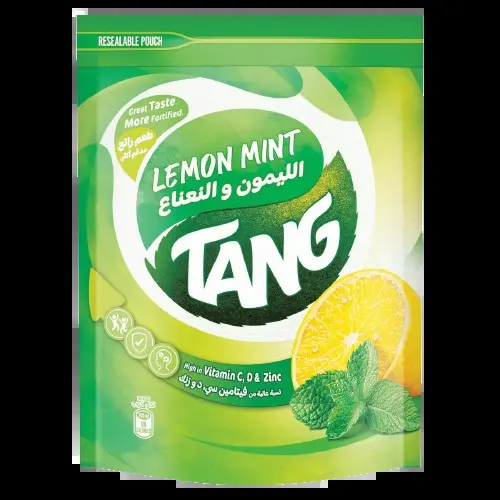 RESEALABLE POUCH
Great Taste
More Fortified.
طعم رائع
LEMON MINT
الليمون و النعناع
TANG
High in Vitamin C, D & Zinc
نسبة عالية من فيتامين سي، د و زنك